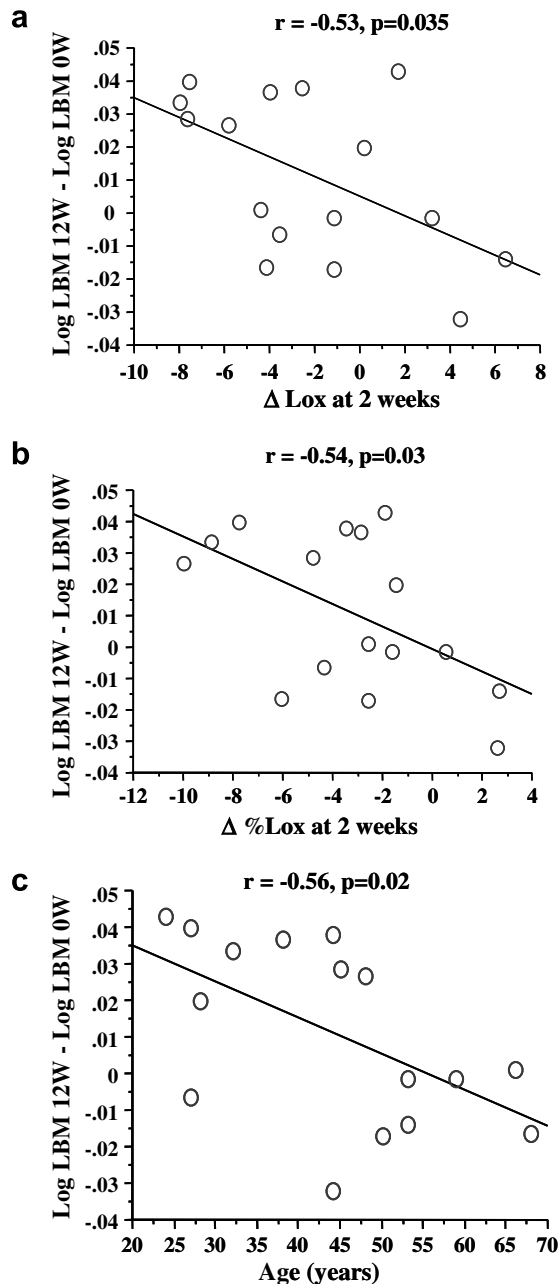 a
r = -0.53, p=0.035
Log LBM 12W - Log LBM 0W
.05
.04
.03
.02
.01
0
-.01
-.02
-.03
-.04
-10 -8 -6 -4 -2 0 2 4 6 8
Δ Lox at 2 weeks
b
r = -0.54, p=0.03
Log LBM 12W - Log LBM 0W
.05
.04
.03
.02
.01
0
-.01
-.02
-.03
-.04
-12 -10 -8 -6 -4 -2 0 2 4
Δ %Lox at 2 weeks
c
r = -0.56, p=0.02
Log LBM 12W - Log LBM 0W
.05
.04
.03
.02
.01
0
-.01
-.02
-.03
-.04
20 25 30 35 40 45 50 55 60 65 70
Age (years)